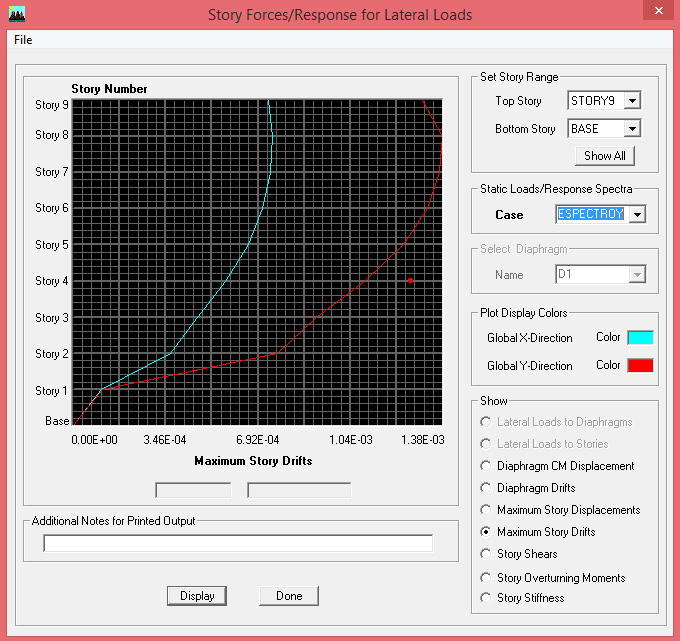 Story Forces/Response for Lateral Loads
File
Story Number
Story 9
Story 8
Story 7
Story 6
Story 5
Story 4
Story 3
Story 2
Story 1
Base
0.00E+00 3.46E-04 6.92E-04 1.04E-03 1.38E-03
Maximum Story Drifts
Additional Notes for Printed Output
Display Done
Set Story Range
Top Story STORY9
Bottom Story BASE
Show All
Static Loads/Response Spectra
Case ESPECTROY
Select Diaphragm
Name D1
Plot Display Colors
Global X-Direction Color
Global Y-Direction Color
Show
Lateral Loads to Diaphragms
Lateral Loads to Stories
Diaphragm CM Displacement
Diaphragm Drifts
Maximum Story Displacements
Maximum Story Drifts
Story Shears
Story Overturning Moments
Story Stiffness